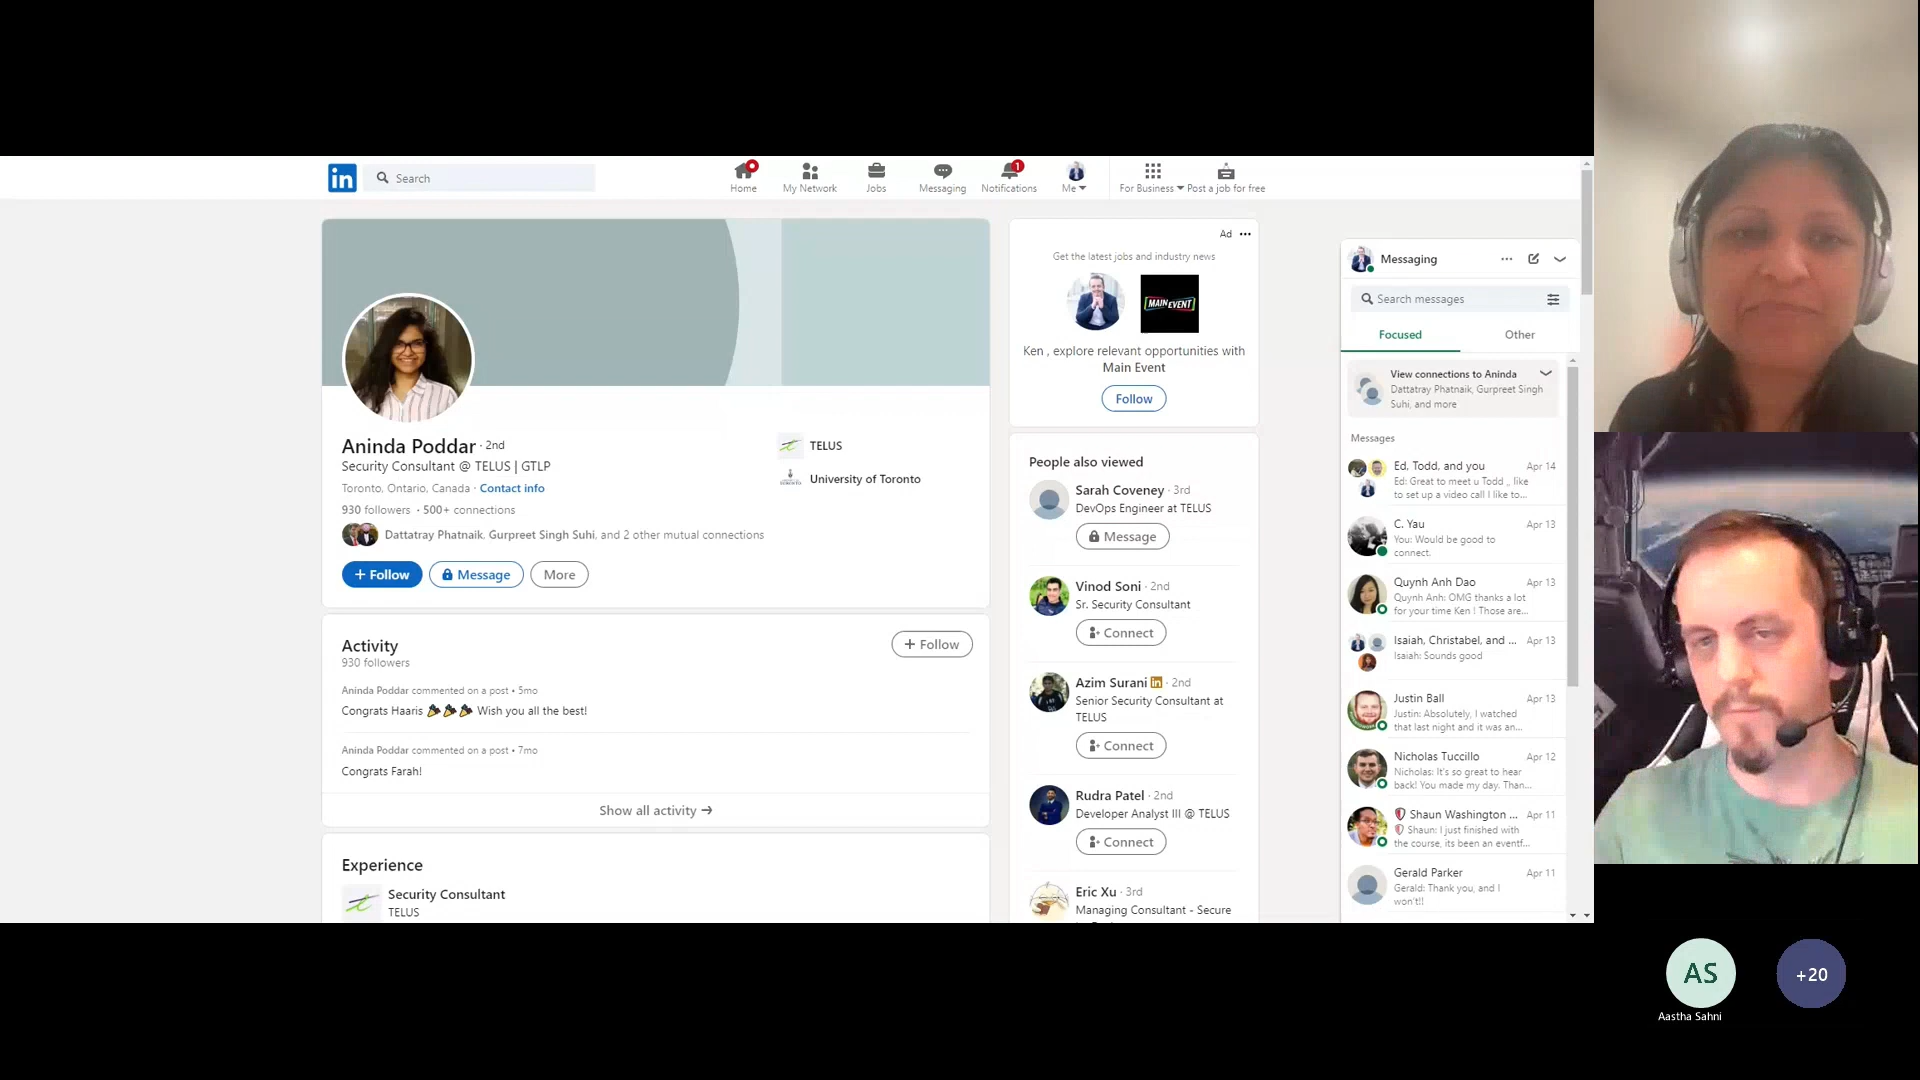 in
Search
Home
My Network
Jobs
Messaging
1
Notifications
Me
For Business
Post a job for free
Aninda Poddar · 2nd
Security Consultant @ TELUS | GTLP
Toronto, Ontario, Canada · Contact info
930 followers · 500+ connections
Dattatray Phatnaik, Gurpreet Singh Suhi, and 2 other mutual connections
+ Follow
Message
More
TELUS
University of Toronto
Activity
930 followers
+ Follow
Aninda Poddar commented on a post • 5mo
Congrats Haaris 🎉🎉🎉 Wish you all the best!
Aninda Poddar commented on a post • 7mo
Congrats Farah!
Show all activity →
Experience
Security Consultant
TELUS
Ad •••
Get the latest jobs and industry news
MAIN EVENT
Ken , explore relevant opportunities with
Main Event
Follow
People also viewed
Sarah Coveney · 3rd
DevOps Engineer at TELUS
Message
Vinod Soni · 2nd
Sr. Security Consultant
Connect
Azim Surani in · 2nd
Senior Security Consultant at
TELUS
Connect
Rudra Patel · 2nd
Developer Analyst III @ TELUS
Connect
Eric Xu · 3rd
Managing Consultant - Secure
Messaging
Search messages
Focused
Other
View connections to Aninda
Dattatray Phatnaik, Gurpreet Singh
Suhi, and more
Messages
Ed, Todd, and you Apr 14
Ed: Great to meet u Todd ,, like
to set up a video call I like to...
C. Yau Apr 13
You: Would be good to
connect.
Quynh Anh Dao Apr 13
Quynh Anh: OMG thanks a lot
for your time Ken ! Those are...
Isaiah, Christabel, and ... Apr 13
Isaiah: Sounds good
Justin Ball Apr 13
Justin: Absolutely, I watched
that last night and it was an...
Nicholas Tuccillo Apr 12
Nicholas: It's so great to hear
back! You made my day. Than...
Shaun Washington ... Apr 11
Shaun: I just finished with
the course, its been an eventf...
Gerald Parker Apr 11
Gerald: Thank you, and I
won't!!
AS
+20
Aastha Sahni